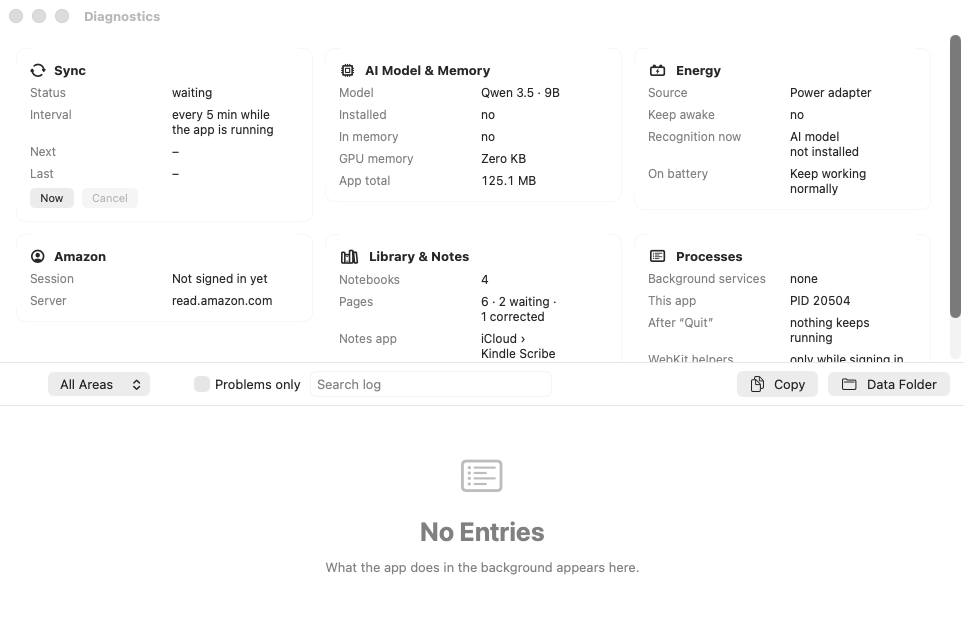 Diagnostics
Sync
Status waiting
Interval every 5 min while
the app is running
Next –
Last –
Now Cancel
AI Model & Memory
Model Qwen 3.5 · 9B
Installed no
In memory no
GPU memory Zero KB
App total 125.1 MB
Energy
Source Power adapter
Keep awake no
Recognition now AI model
not installed
On battery Keep working
normally
Amazon
Session Not signed in yet
Server read.amazon.com
Library & Notes
Notebooks 4
Pages 6 · 2 waiting ·
1 corrected
Notes app iCloud ›
Kindle Scribe
Processes
Background services none
This app PID 20504
After “Quit” nothing keeps
running
WebKit helpers only while signing in
All Areas Problems only Search log Copy Data Folder
No Entries
What the app does in the background appears here.